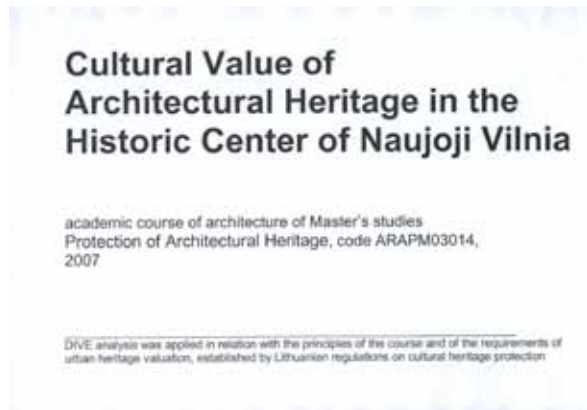 Cultural Value of
Architectural Heritage in the
Historic Center of Naujoji Vilnia
academic course of architecture of Master's studies
Protection of Architectural Heritage, code ARAPM03014,
2007
DIVE analysis was applied in relation with the principles of the course and of the requirements of
urban heritage valuation, established by Lithuanian regulations on cultural heritage protection